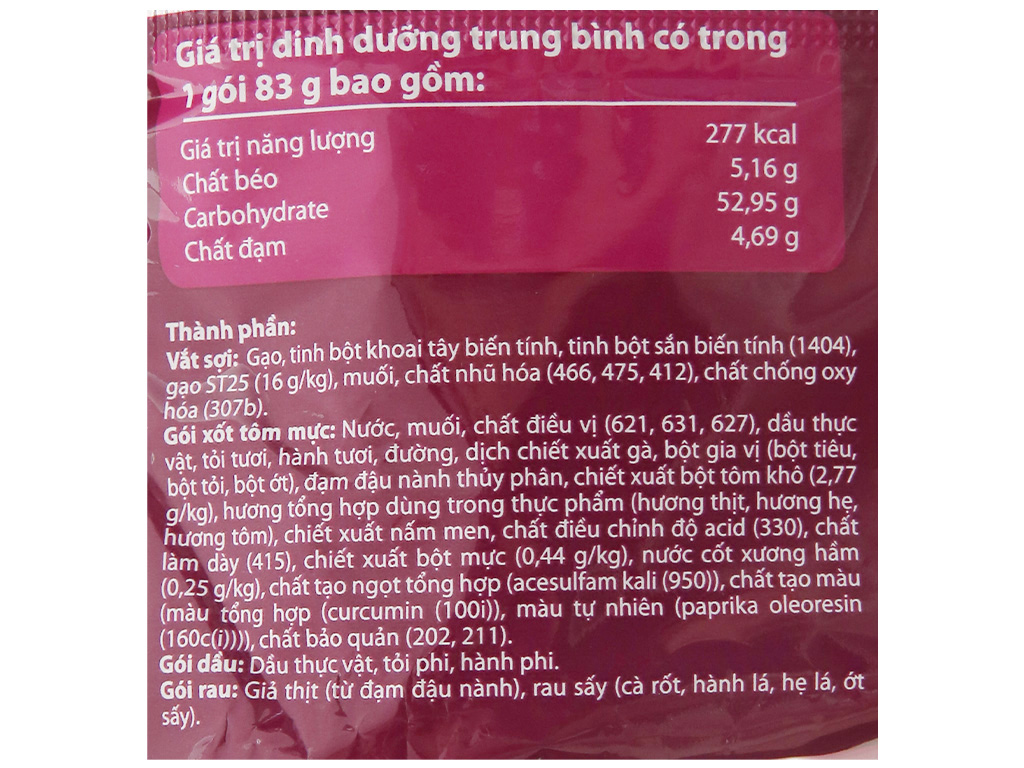 Giá trị dinh dưỡng trung bình có trong
1 gói 83 g bao gồm:
Giá trị năng lượng 277 kcal
Chất béo 5,16 g
Carbohydrate 52,95 g
Chất đạm 4,69 g
Thành phần:
Vắt sợi: Gạo, tinh bột khoai tây biến tính, tinh bột sắn biến tính (1404),
gạo ST25 (16 g/kg), muối, chất nhũ hóa (466, 475, 412), chất chống oxy
hóa (307b).
Gói xốt tôm mực: Nước, muối, chất điều vị (621, 631, 627), dầu thực
vật, tỏi tươi, hành tươi, đường, dịch chiết xuất gà, bột gia vị (bột tiêu,
bột tỏi, bột ớt), đạm đậu nành thủy phân, chiết xuất bột tôm khô (2,77
g/kg), hương tổng hợp dùng trong thực phẩm (hương thịt, hương hẹ,
hương tôm), chiết xuất nấm men, chất điều chỉnh độ acid (330), chất
làm dày (415), chiết xuất bột mực (0,44 g/kg), nước cốt xương hầm
(0,25 g/kg), chất tạo ngọt tổng hợp (acesulfam kali (950)), chất tạo màu
(màu tổng hợp (curcumin (100i)), màu tự nhiên (paprika oleoresin
(160c(i)))), chất bảo quản (202, 211).
Gói dầu: Dầu thực vật, tỏi phi, hành phi.
Gói rau: Giả thịt (từ đạm đậu nành), rau sấy (cà rốt, hành lá, hẹ lá, ớt
sấy).